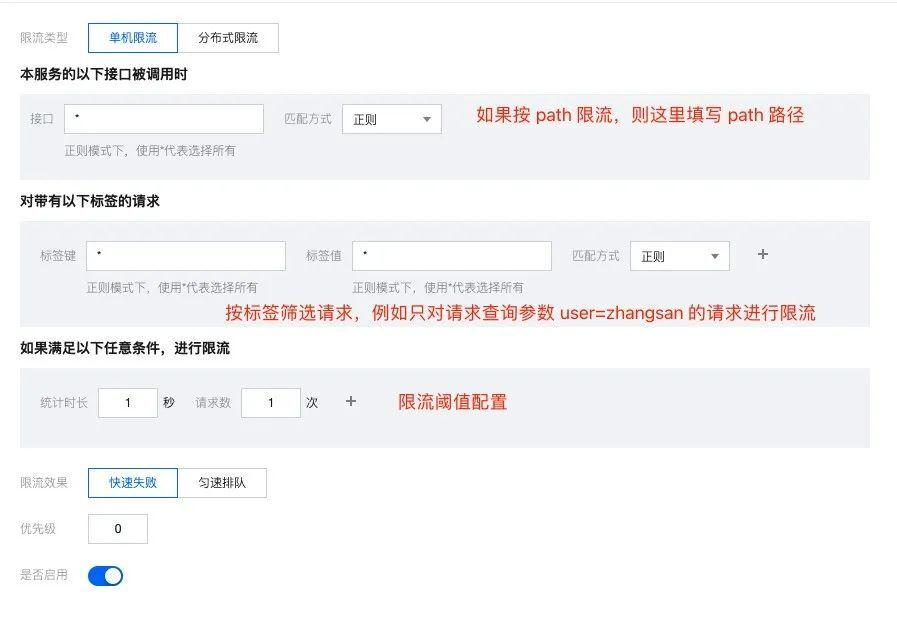 限流类型 单机限流 分布式限流
本服务的以下接口被调用时
接口 * 匹配方式 正则 如果按 path 限流，则这里填写 path 路径
正则模式下，使用*代表选择所有
对带有以下标签的请求
标签键 * 标签值 * 匹配方式 正则 +
正则模式下，使用*代表选择所有 正则模式下，使用*代表选择所有
按标签筛选请求，例如只对请求查询参数 user=zhangsan 的请求进行限流
如果满足以下任意条件，进行限流
统计时长 1 秒 请求数 1 次 + 限流阈值配置
限流效果 快速失败 匀速排队
优先级 0
是否启用